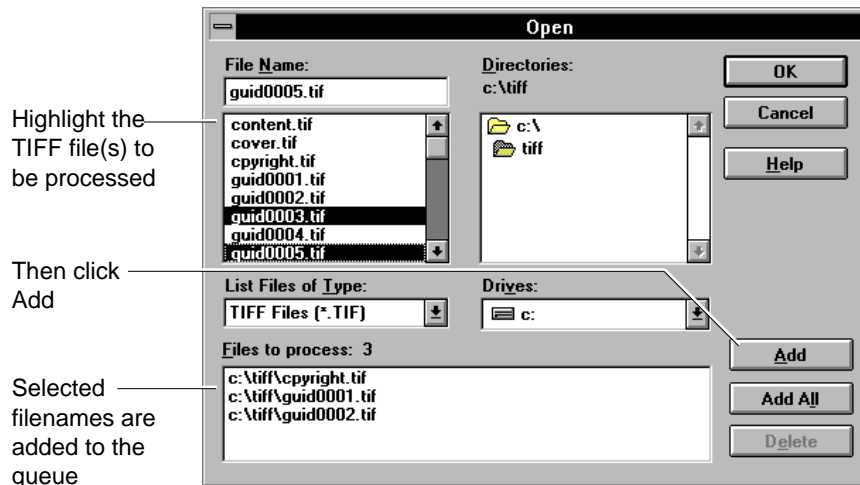 Open
File Name:
guid0005.tif
content.tif
cover.tif
cpyright.tif
guid0001.tif
guid0002.tif
guid0003.tif
guid0004.tif
guid0005.tif
Directories:
c:\tiff
c:\
tiff
OK
Cancel
Help
List Files of Type:
TIFF Files (*.TIF)
Drives:
c:
Files to process: 3
c:\tiff\cpyright.tif
c:\tiff\guid0001.tif
c:\tiff\guid0002.tif
Add
Add All
Delete
Highlight the
TIFF file(s) to
be processed
Then click
Add
Selected
filenames are
added to the
queue